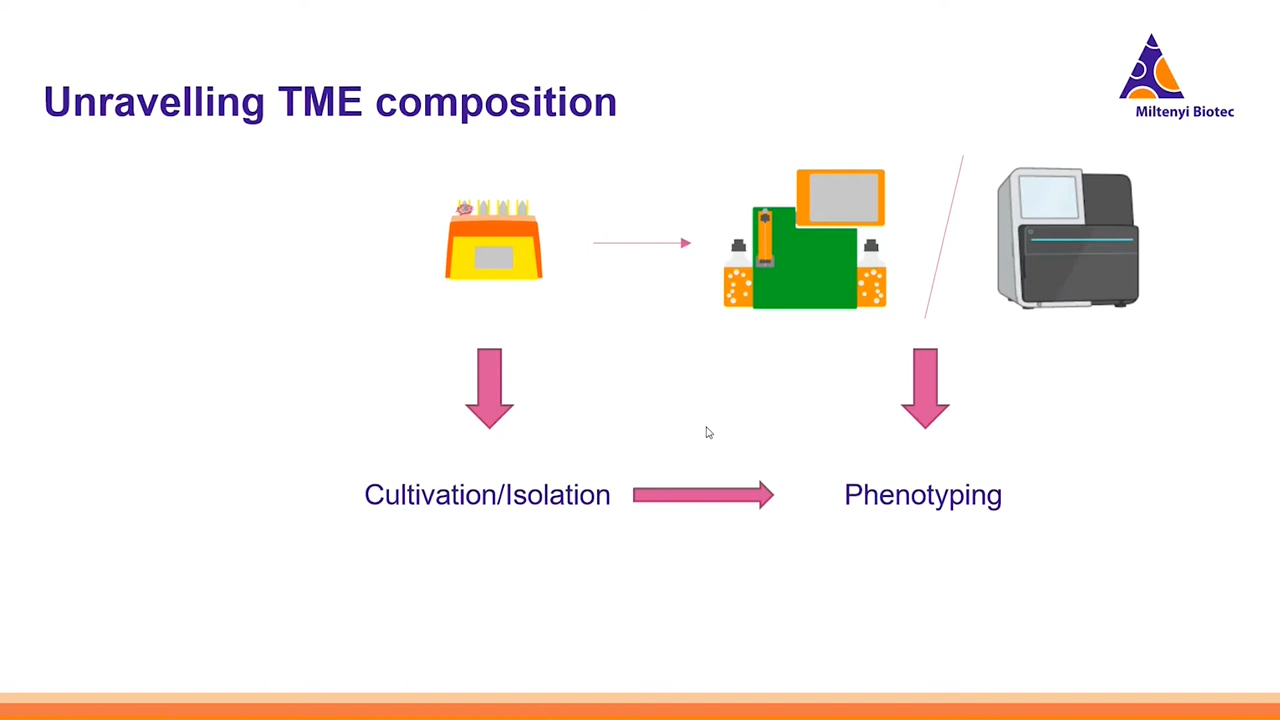 Unravelling TME composition
Miltenyi Biotec
Cultivation/Isolation
Phenotyping